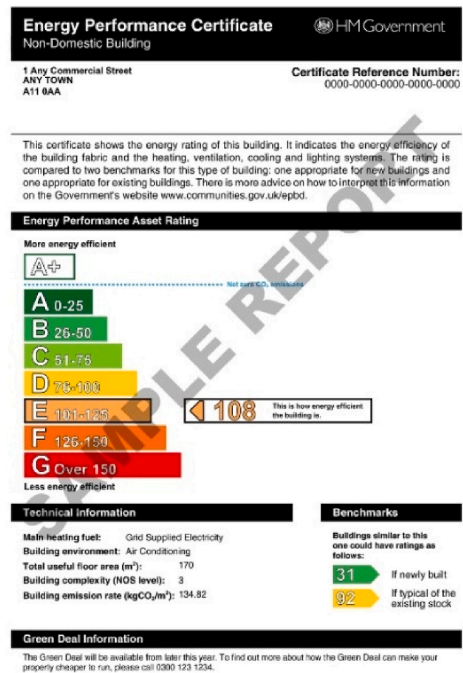 Energy Performance Certificate
HM Government
Non-Domestic Building
1 Any Commercial Street
ANY TOWN
A11 0AA
Certificate Reference Number:
0000-0000-0000-0000-0000
This certificate shows the energy rating of this building. It indicates the energy efficiency of
the building fabric and the heating, ventilation, cooling and lighting systems. The rating is
compared to two benchmarks for this type of building: one appropriate for new buildings and
one appropriate for existing buildings. There is more advice on how to interpret this information
on the Government's website www.communities.gov.uk/epbd.
Energy Performance Asset Rating
More energy efficient
A+
Net zero CO₂ emissions
A 0-25
B 26-50
C 51-75
D 76-100
E 101-125
108
This is how energy efficient
the building is.
F 126-150
G Over 150
Less energy efficient
SAMPLE REPORT
Technical Information
Main heating fuel: Grid Supplied Electricity
Building environment: Air Conditioning
Total useful floor area (m²): 170
Building complexity (NOS level): 3
Building emission rate (kgCO₂/m²): 134.82
Benchmarks
Buildings similar to this
one could have ratings as
follows:
31 If newly built
92 If typical of the
existing stock
Green Deal Information
The Green Deal will be available from later this year. To find out more about how the Green Deal can make your
property cheaper to run, please call 0300 123 1234.